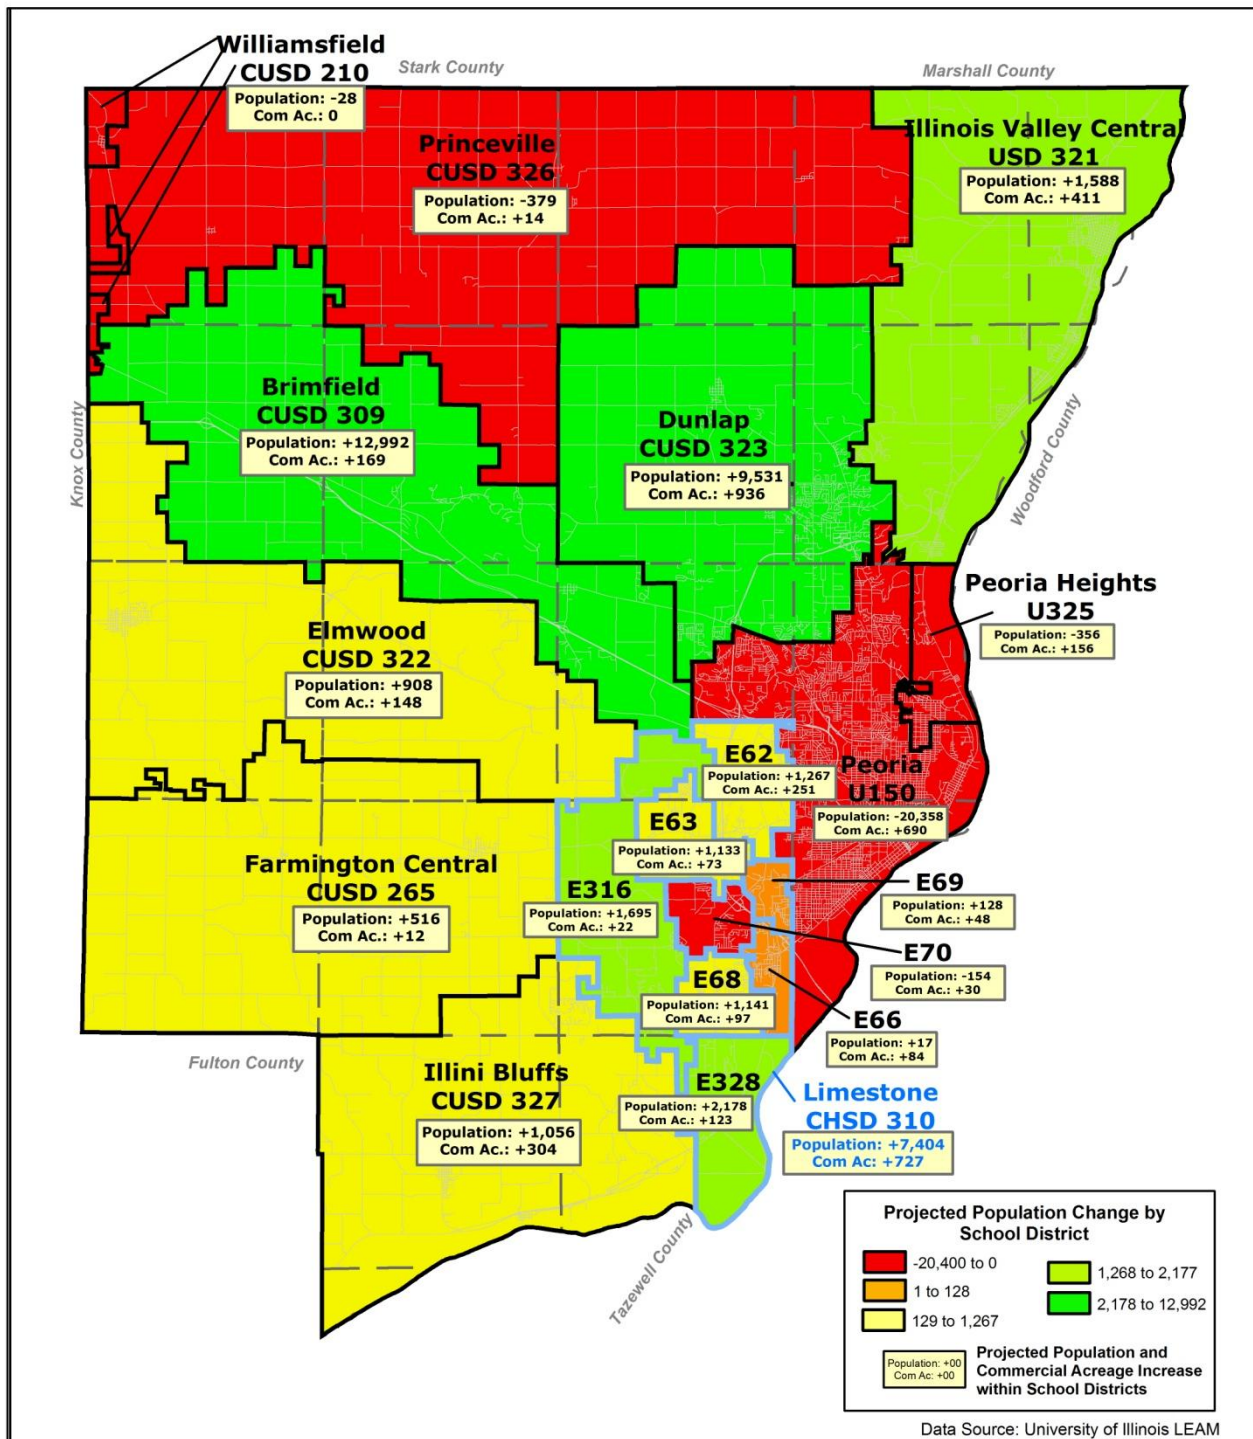 Williamsfield
CUSD 210
Population: -28
Com Ac.: 0
Stark County
Marshall County
Princeville
CUSD 326
Population: -379
Com Ac.: +14
Illinois Valley Central
USD 321
Population: +1,588
Com Ac.: +411
Knox County
Brimfield
CUSD 309
Population: +12,992
Com Ac.: +169
Dunlap
CUSD 323
Population: +9,531
Com Ac.: +936
Woodford County
Peoria Heights
U325
Population: -356
Com Ac.: +156
Elmwood
CUSD 322
Population: +908
Com Ac.: +148
E62
Population: +1,267
Com Ac.: +251
Peoria
U150
Population: -20,358
Com Ac.: +690
E63
Population: +1,133
Com Ac.: +73
Farmington Central
CUSD 265
Population: +516
Com Ac.: +12
E316
Population: +1,695
Com Ac.: +22
E69
Population: +128
Com Ac.: +48
E70
Population: -154
Com Ac.: +30
E68
Population: +1,141
Com Ac.: +97
E66
Population: +17
Com Ac.: +84
Fulton County
Illini Bluffs
CUSD 327
Population: +1,056
Com Ac.: +304
E328
Population: +2,178
Com Ac.: +123
Limestone
CHSD 310
Population: +7,404
Com Ac: +727
Tazewell County
Projected Population Change by
School District
-20,400 to 0
1 to 128
129 to 1,267
1,268 to 2,177
2,178 to 12,992
Population: +00
Com Ac: +00
Projected Population and
Commercial Acreage Increase
within School Districts
Data Source: University of Illinois LEAM